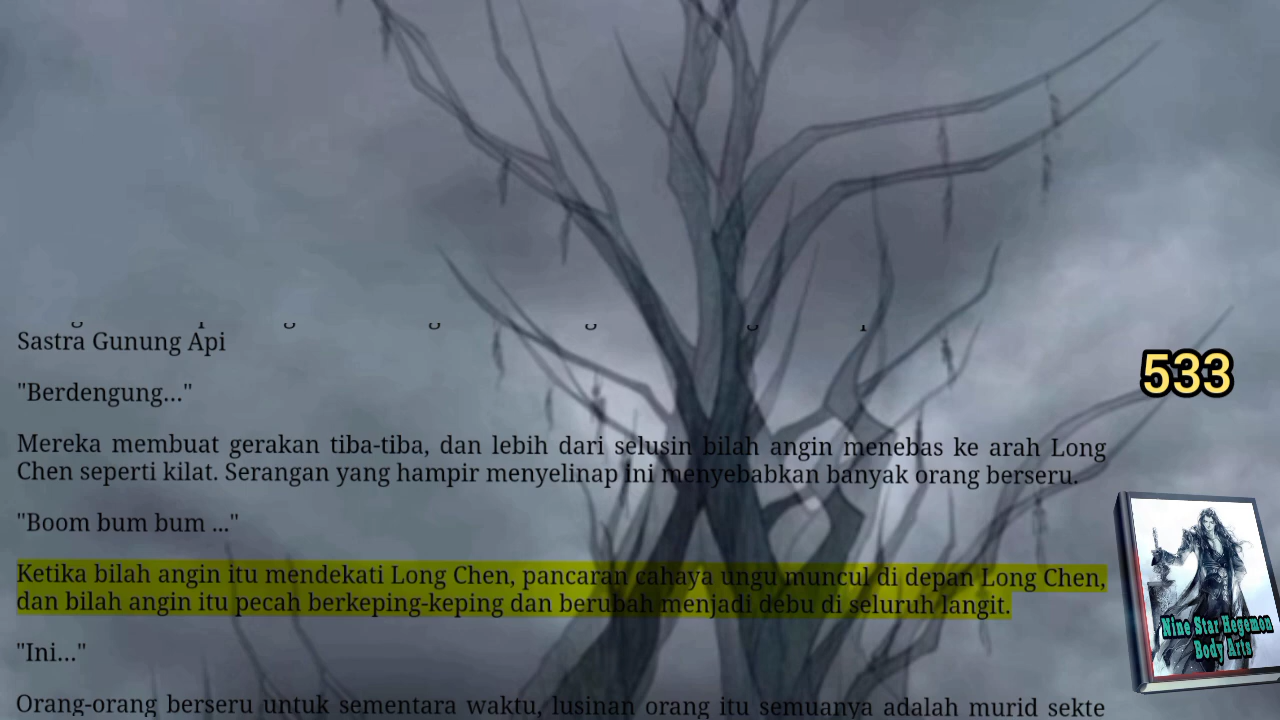 Sastra Gunung Api
"Berdengung..."
Mereka membuat gerakan tiba-tiba, dan lebih dari selusin bilah angin menebas ke arah Long
Chen seperti kilat. Serangan yang hampir menyelinap ini menyebabkan banyak orang berseru.
"Boom bum bum ..."
Ketika bilah angin itu mendekati Long Chen, pancaran cahaya ungu muncul di depan Long Chen,
dan bilah angin itu pecah berkeping-keping dan berubah menjadi debu di seluruh langit.
"Ini..."
Orang-orang berseru untuk sementara waktu, lusinan orang itu semuanya adalah murid sekte
533
Nine Star Hegemon
Body Arts